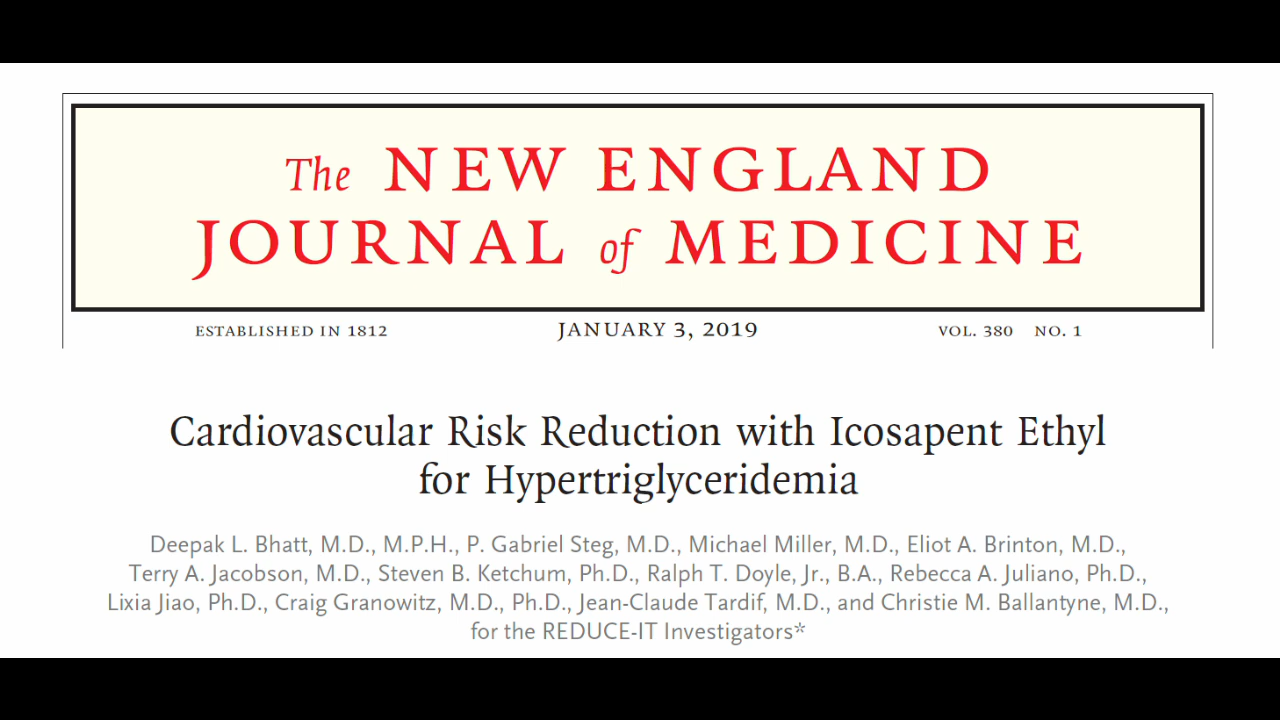 The NEW ENGLAND
JOURNAL of MEDICINE
ESTABLISHED IN 1812 JANUARY 3, 2019 VOL. 380 NO. 1
Cardiovascular Risk Reduction with Icosapent Ethyl
for Hypertriglyceridemia
Deepak L. Bhatt, M.D., M.P.H., P. Gabriel Steg, M.D., Michael Miller, M.D., Eliot A. Brinton, M.D.,
Terry A. Jacobson, M.D., Steven B. Ketchum, Ph.D., Ralph T. Doyle, Jr., B.A., Rebecca A. Juliano, Ph.D.,
Lixia Jiao, Ph.D., Craig Granowitz, M.D., Ph.D., Jean-Claude Tardif, M.D., and Christie M. Ballantyne, M.D.,
for the REDUCE-IT Investigators*